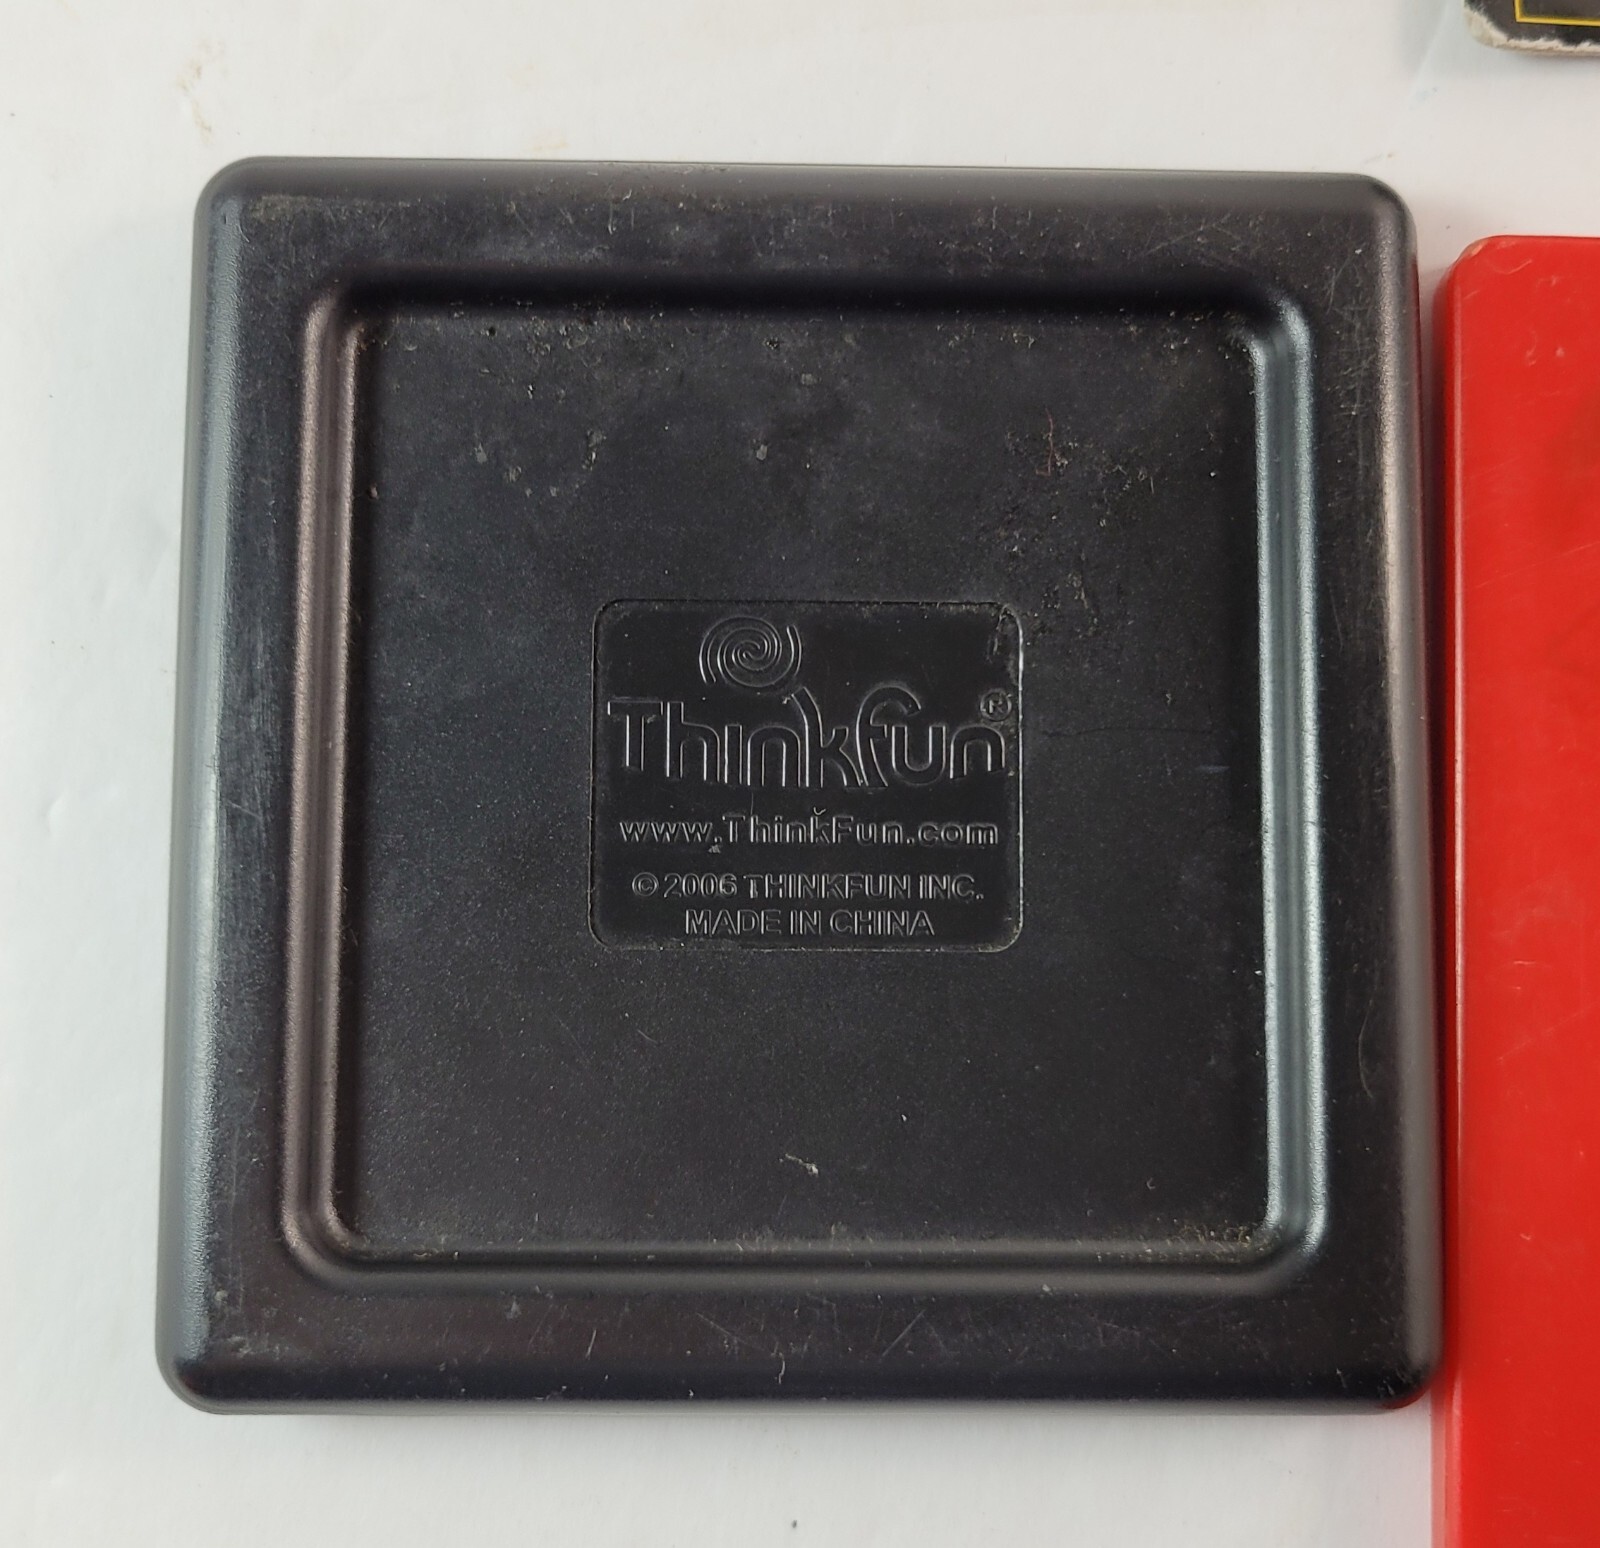 ThinkFun®
www.ThinkFun.com
© 2006 THINKFUN INC.
MADE IN CHINA